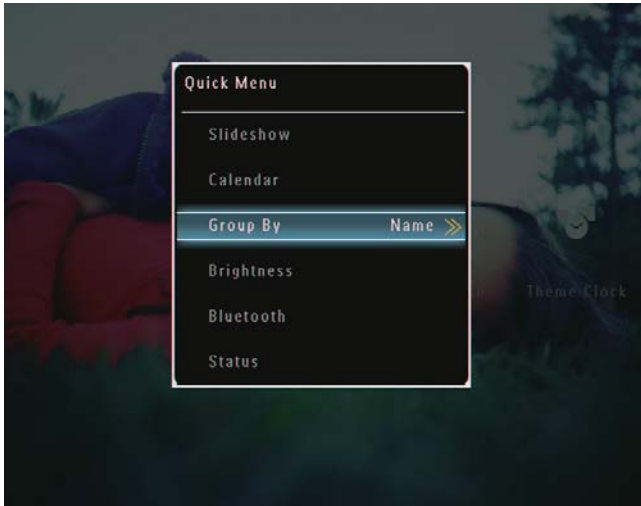 Quick Menu
Slideshow
Calendar
Group By Name
Brightness
Theme Clock
Bluetooth
Status